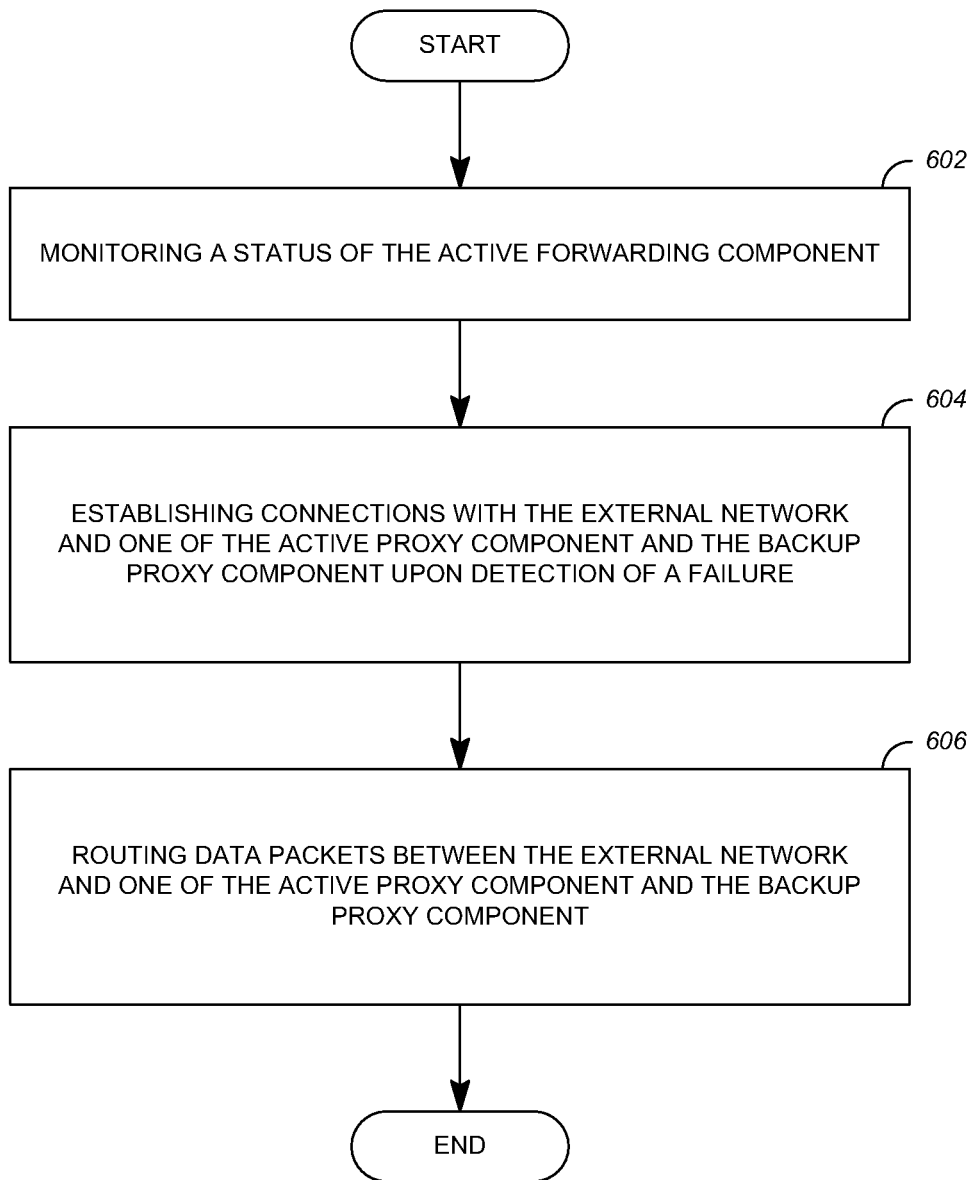 START
602
MONITORING A STATUS OF THE ACTIVE FORWARDING COMPONENT
604
ESTABLISHING CONNECTIONS WITH THE EXTERNAL NETWORK
AND ONE OF THE ACTIVE PROXY COMPONENT AND THE BACKUP
PROXY COMPONENT UPON DETECTION OF A FAILURE
606
ROUTING DATA PACKETS BETWEEN THE EXTERNAL NETWORK
AND ONE OF THE ACTIVE PROXY COMPONENT AND THE BACKUP
PROXY COMPONENT
END